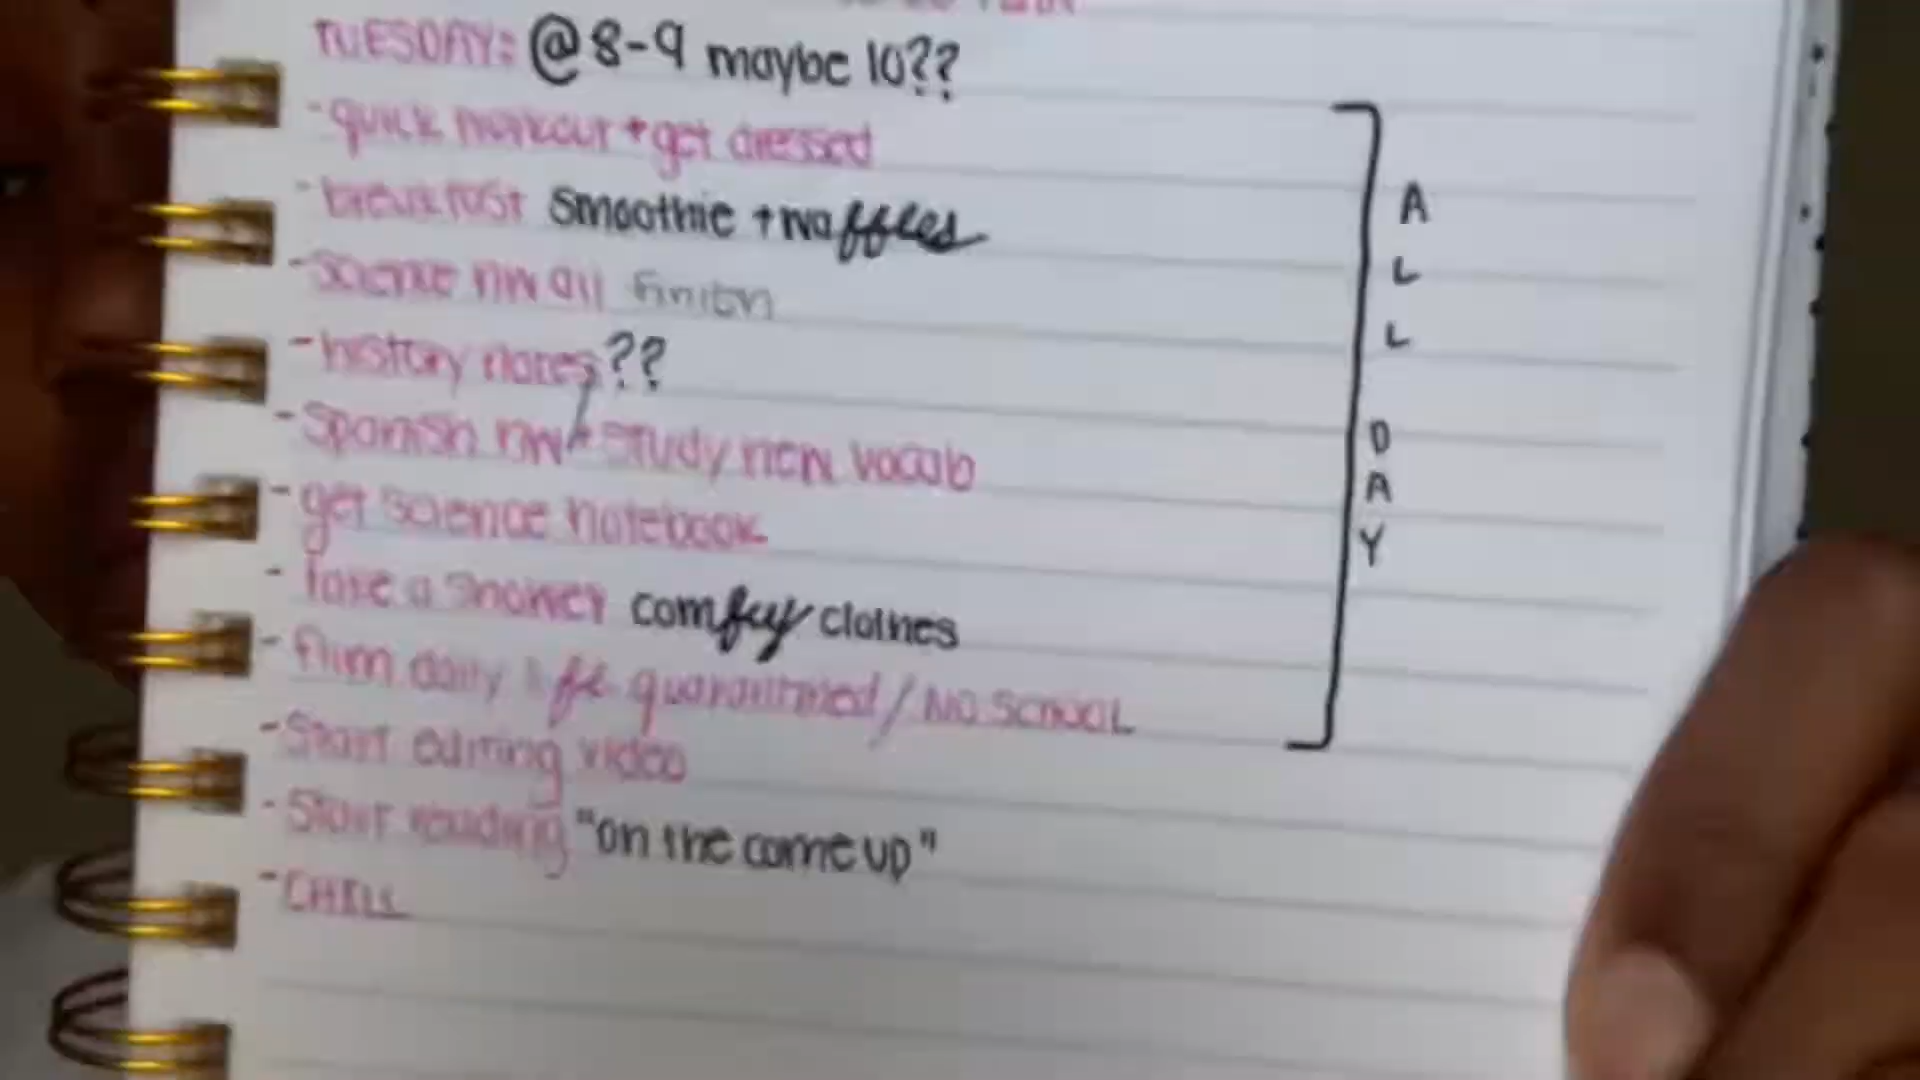 TUESDAY: @ 8-9 maybe 10??
- quick workout + get dressed
- breakfast smoothie + waffles
- science hw all finish
- history notes??
- Spanish hw + study new vocab
- get science notebook
- take a shower comfy clothes
- film daily life quarantined / NO SCHOOL
- Start editing video
- Start reading "on the come up"
- CHILL
ALL DAY